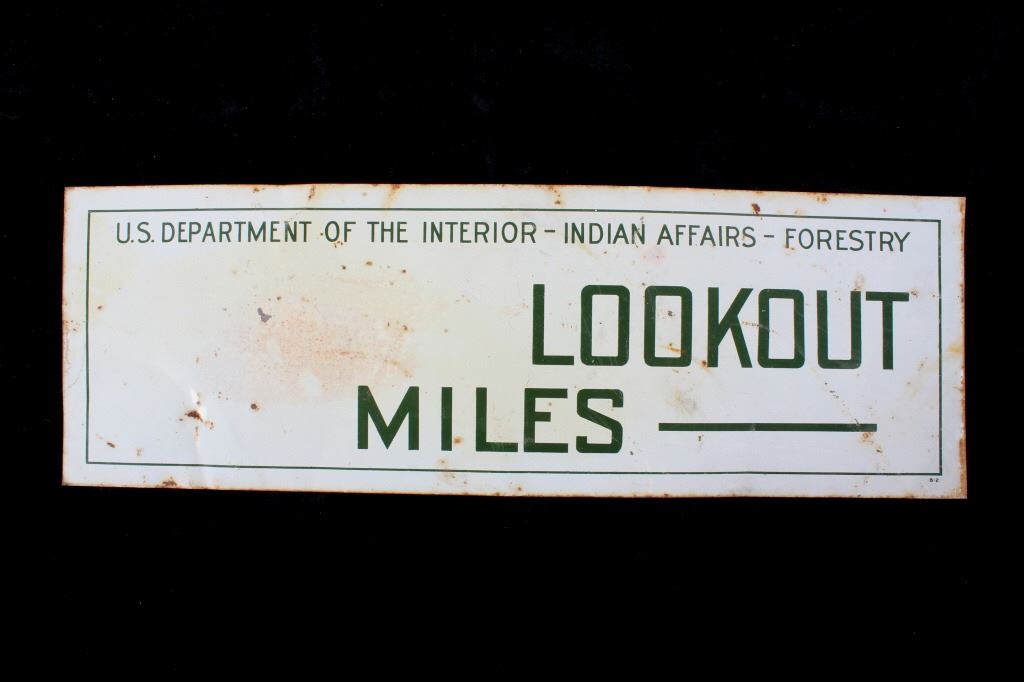 U.S. DEPARTMENT OF THE INTERIOR - INDIAN AFFAIRS - FORESTRY
LOOKOUT
MILES —